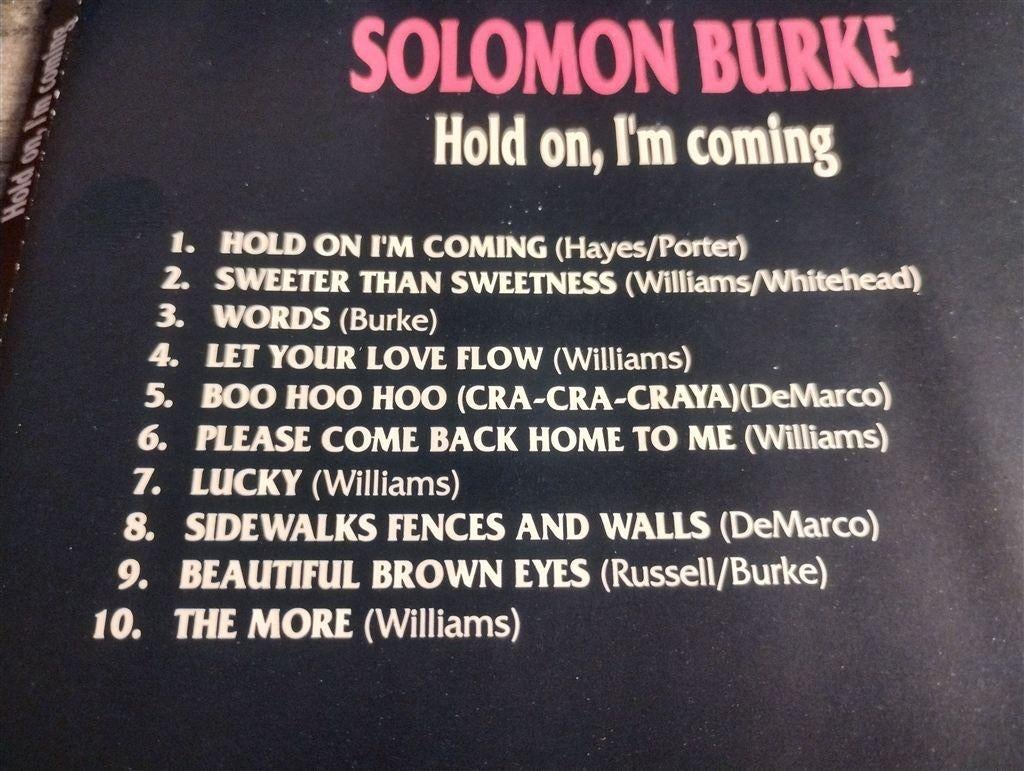 Hold on, I'm coming
SOLOMON BURKE
Hold on, I'm coming
1. HOLD ON I'M COMING (Hayes/Porter)
2. SWEETER THAN SWEETNESS (Williams/Whitehead)
3. WORDS (Burke)
4. LET YOUR LOVE FLOW (Williams)
5. BOO HOO HOO (CRA-CRA-CRAYA)(DeMarco)
6. PLEASE COME BACK HOME TO ME (Williams)
7. LUCKY (Williams)
8. SIDEWALKS FENCES AND WALLS (DeMarco)
9. BEAUTIFUL BROWN EYES (Russell/Burke)
10. THE MORE (Williams)